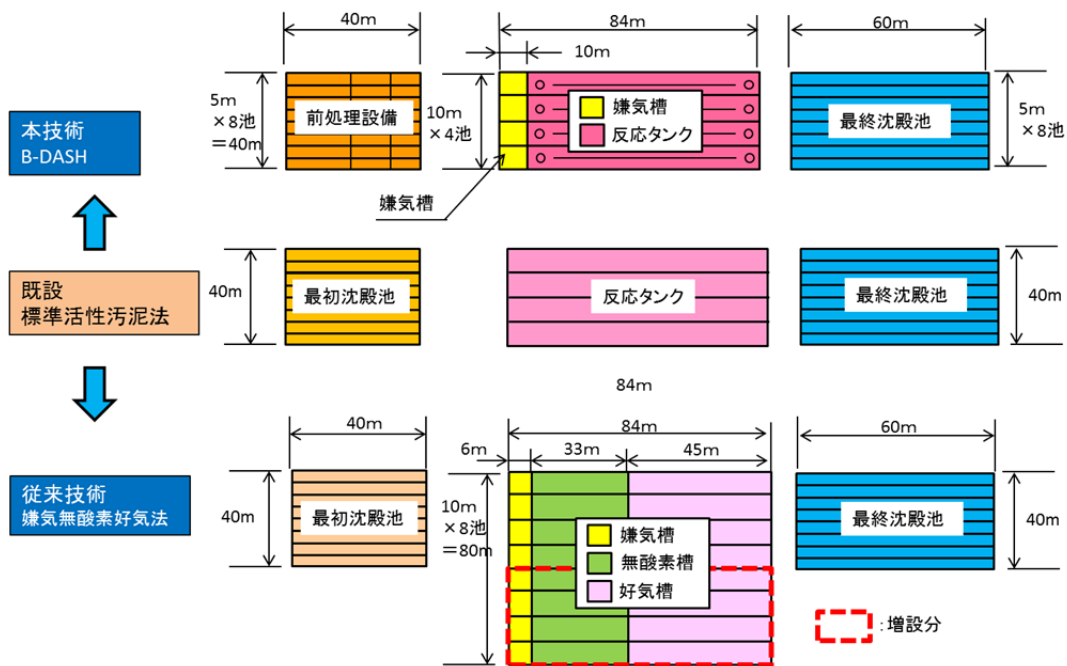 40m
84m
60m
10m
本技術
B-DASH
5m
×8池
＝40m
前処理設備
10m
×4池
嫌気槽
反応タンク
最終沈殿池
5m
×8池
嫌気槽
既設
標準活性汚泥法
40m
最初沈殿池
反応タンク
最終沈殿池
40m
84m
40m
84m
60m
6m
33m
45m
従来技術
嫌気無酸素好気法
40m
最初沈殿池
10m
×8池
＝80m
嫌気槽
無酸素槽
好気槽
最終沈殿池
40m
：増設分